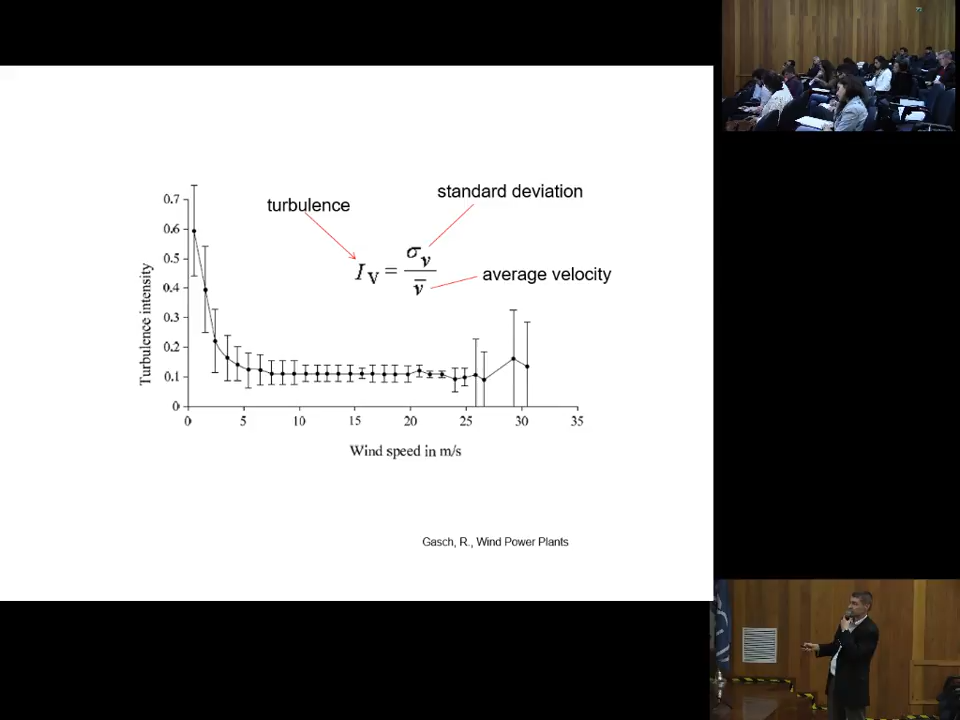 standard deviation
turbulence
I_V = σ_v / v̄
average velocity
Turbulence intensity
0.7
0.6
0.5
0.4
0.3
0.2
0.1
0
0 5 10 15 20 25 30 35
Wind speed in m/s
Gasch, R., Wind Power Plants